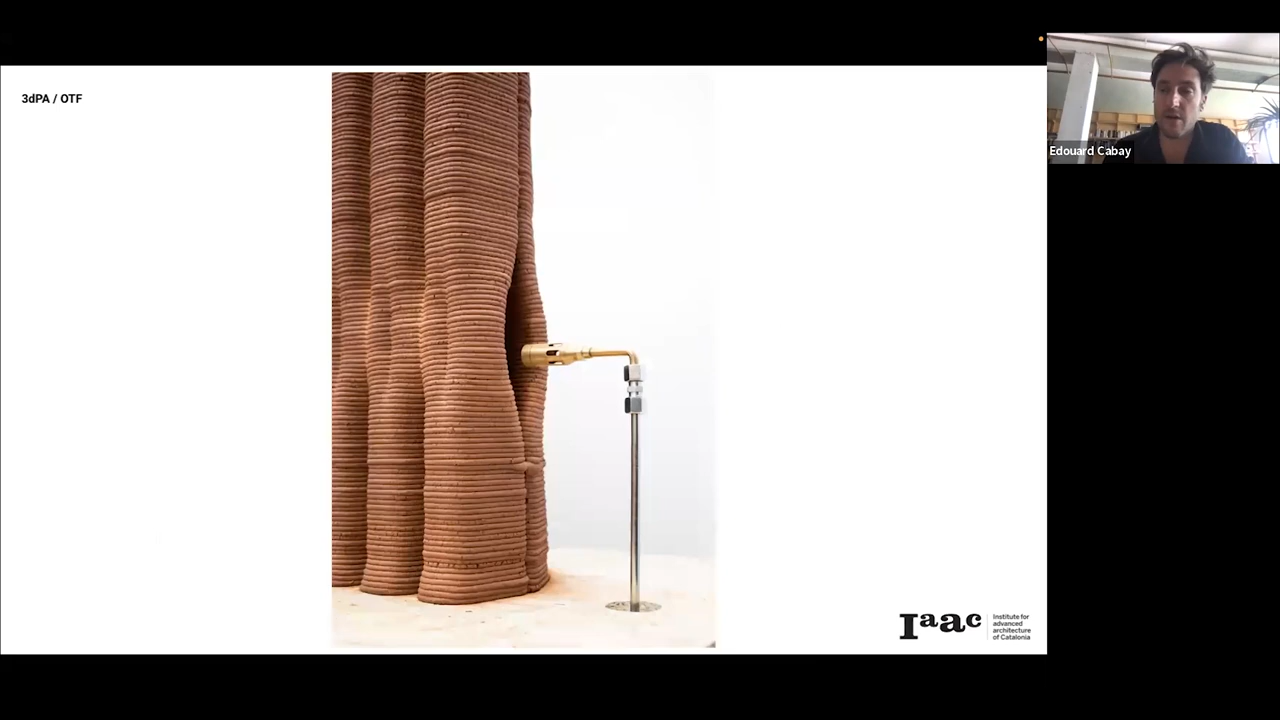 3dPA / OTF
Edouard Cabay
Iaac
Institute for
advanced
architecture
of Catalonia